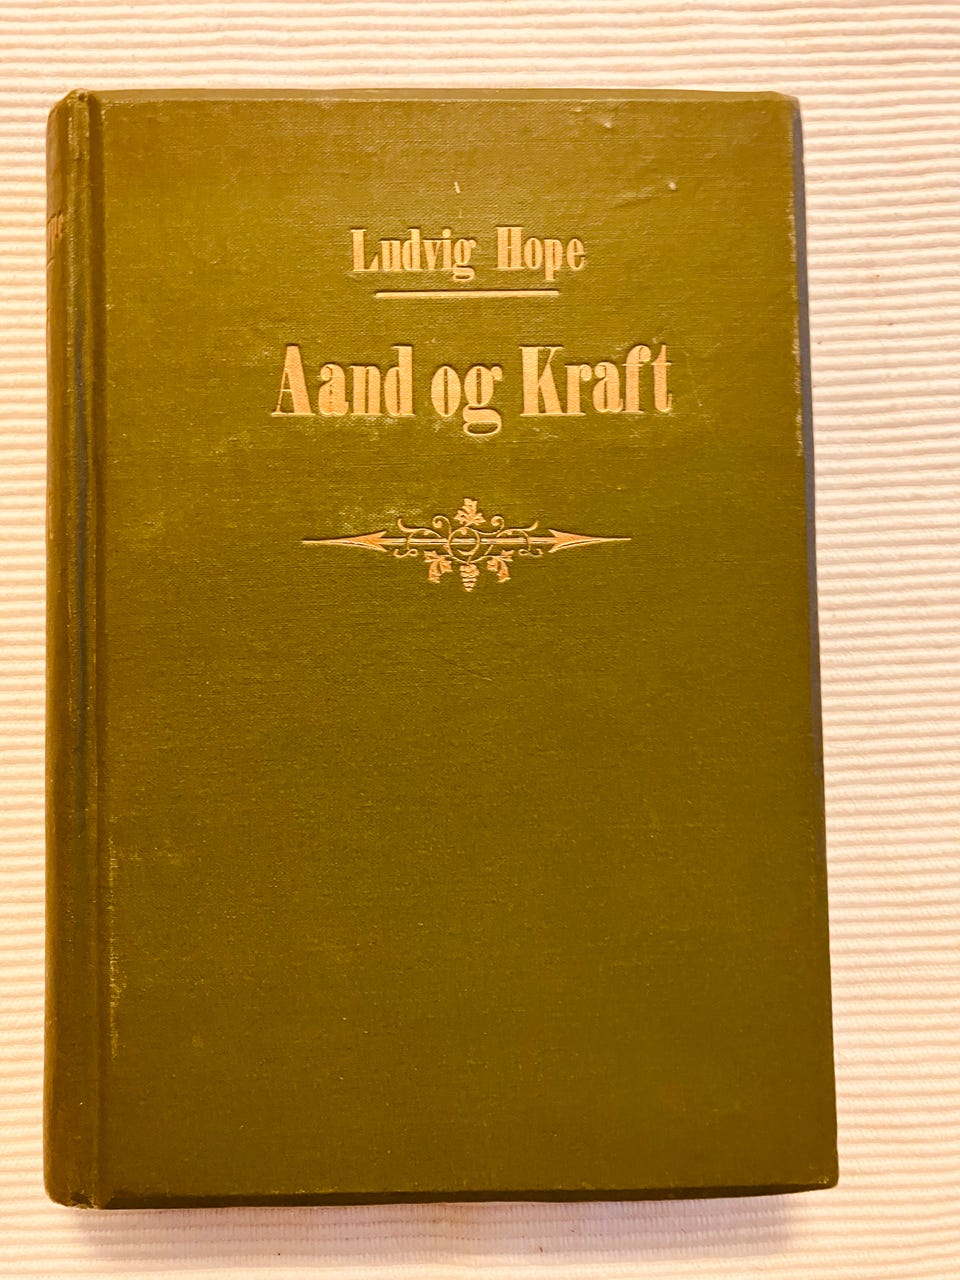 Ludvig Hope
Aand og Kraft